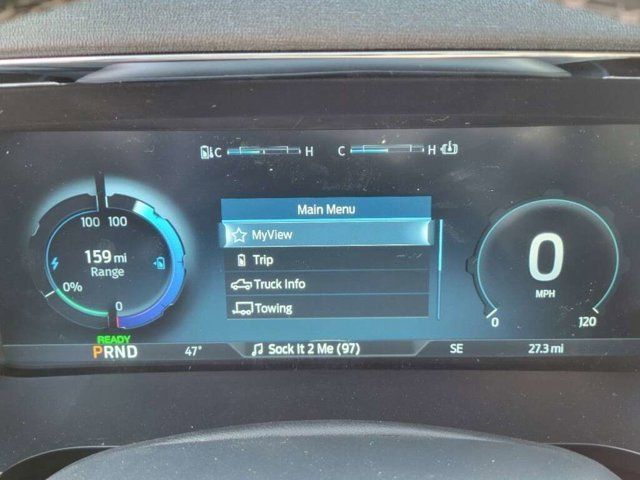 C H C H
Main Menu
100 100
MyView
159 mi
Range
Trip
0
MPH
0%
Truck Info
0
Towing
0 120
READY
PRND 47° Sock It 2 Me (97) SE 27.3 mi